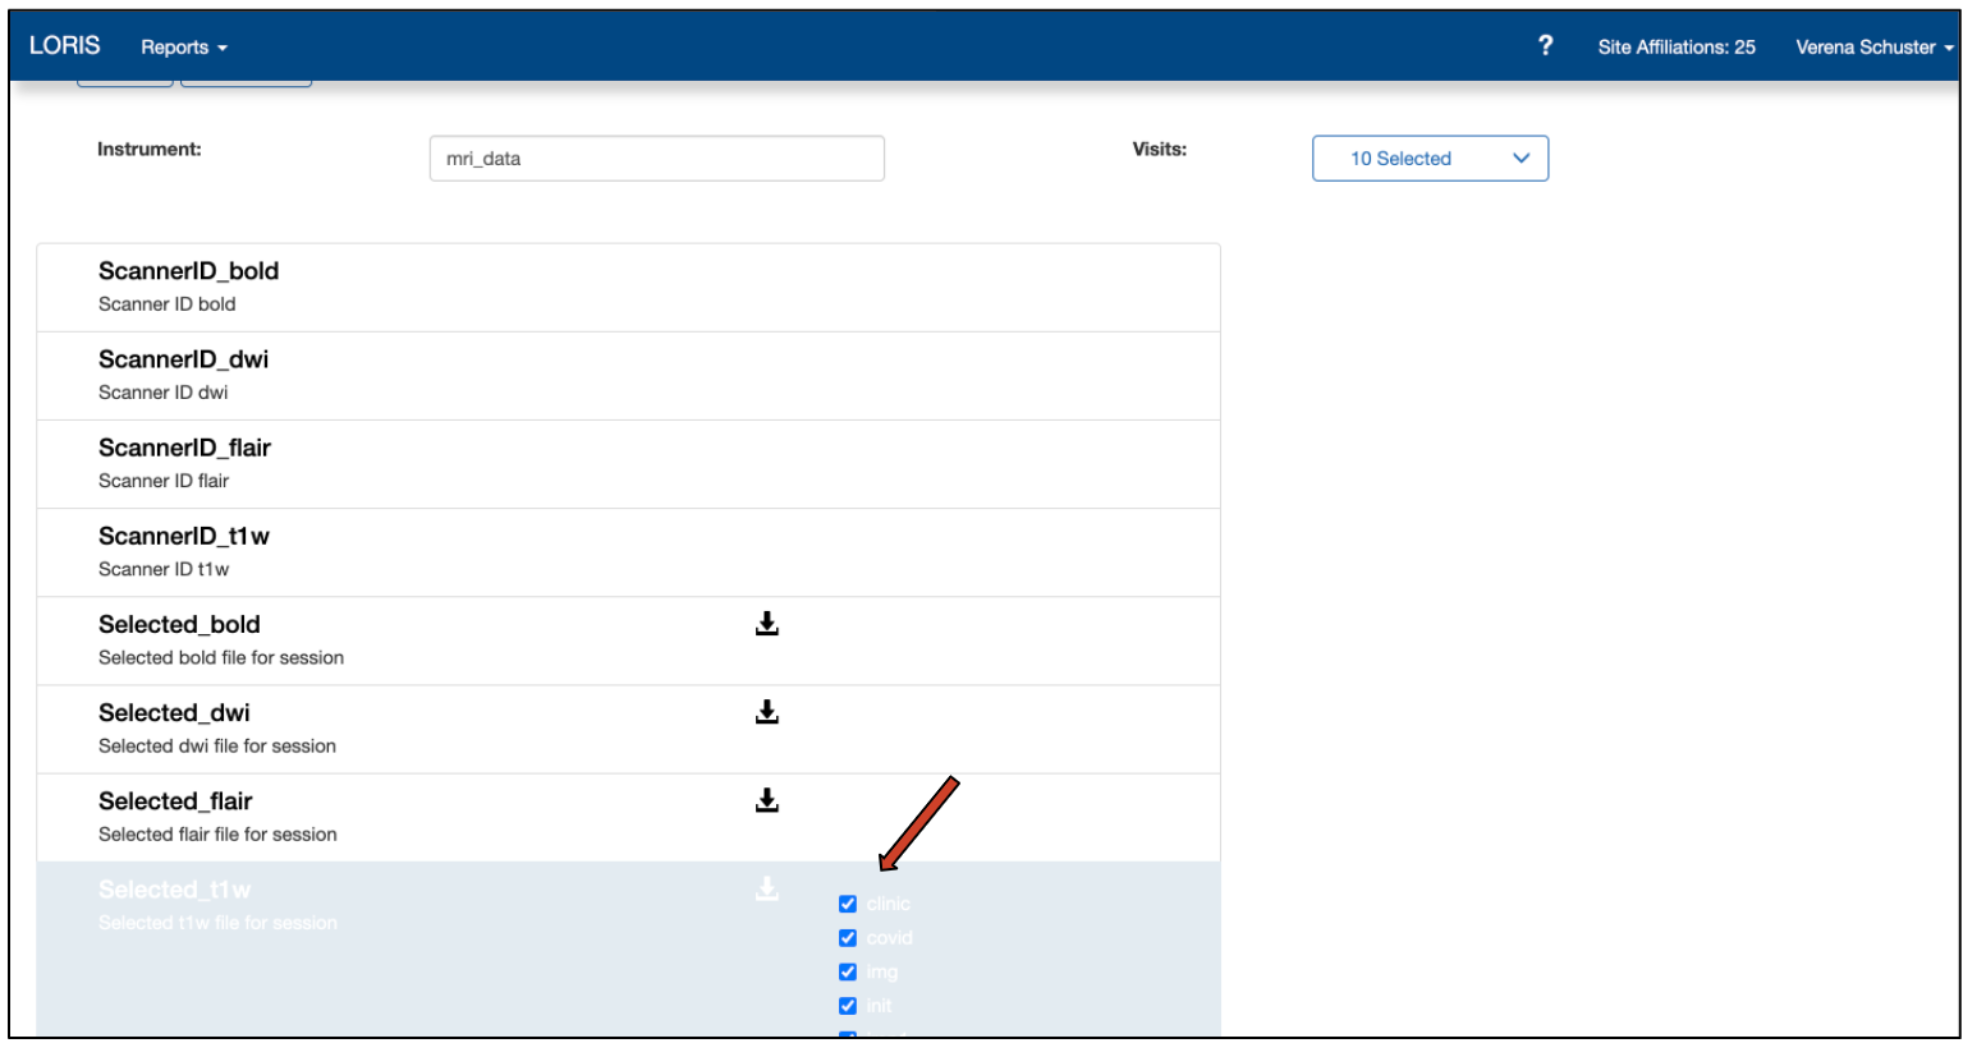 LORIS Reports ? Site Affiliations: 25 Verena Schuster
Instrument: mri_data Visits: 10 Selected
ScannerID_bold
Scanner ID bold
ScannerID_dwi
Scanner ID dwi
ScannerID_flair
Scanner ID flair
ScannerID_t1w
Scanner ID t1w
Selected_bold
Selected bold file for session
Selected_dwi
Selected dwi file for session
Selected_flair
Selected flair file for session
Selected_t1w
Selected t1w file for session
clinic
covid
img
init